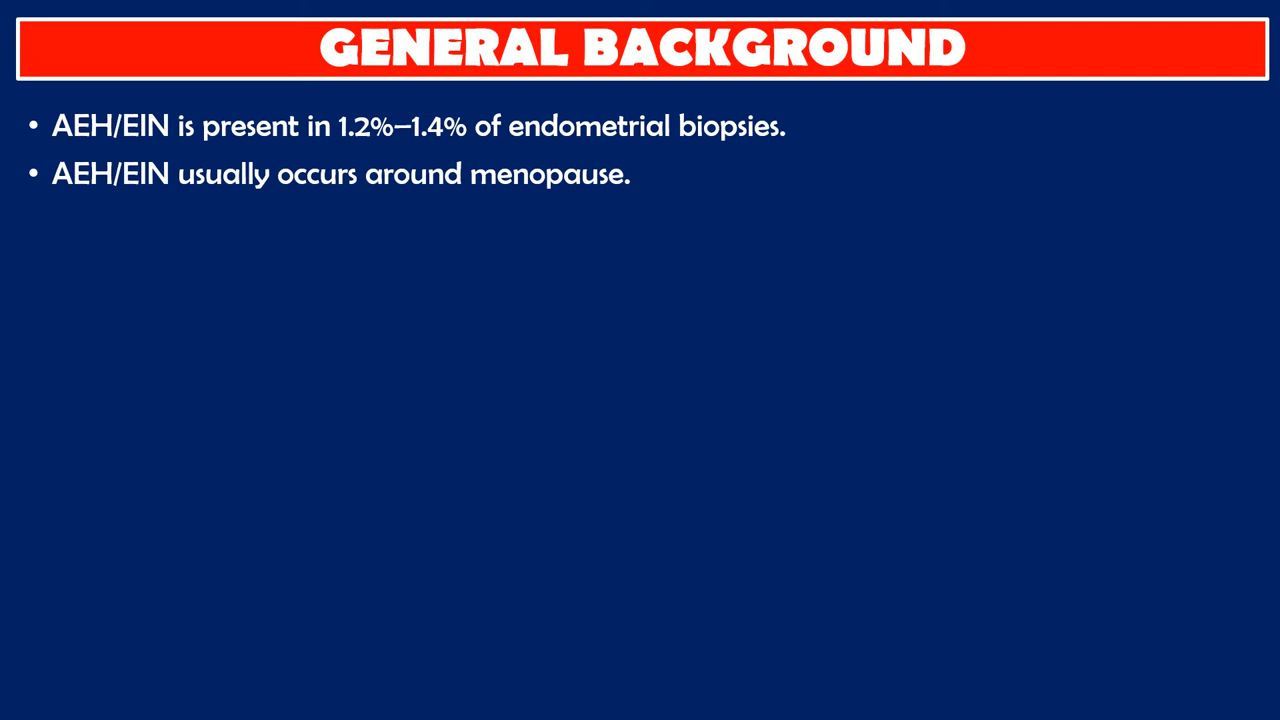 GENERAL BACKGROUND
• AEH/EIN is present in 1.2%–1.4% of endometrial biopsies.
• AEH/EIN usually occurs around menopause.